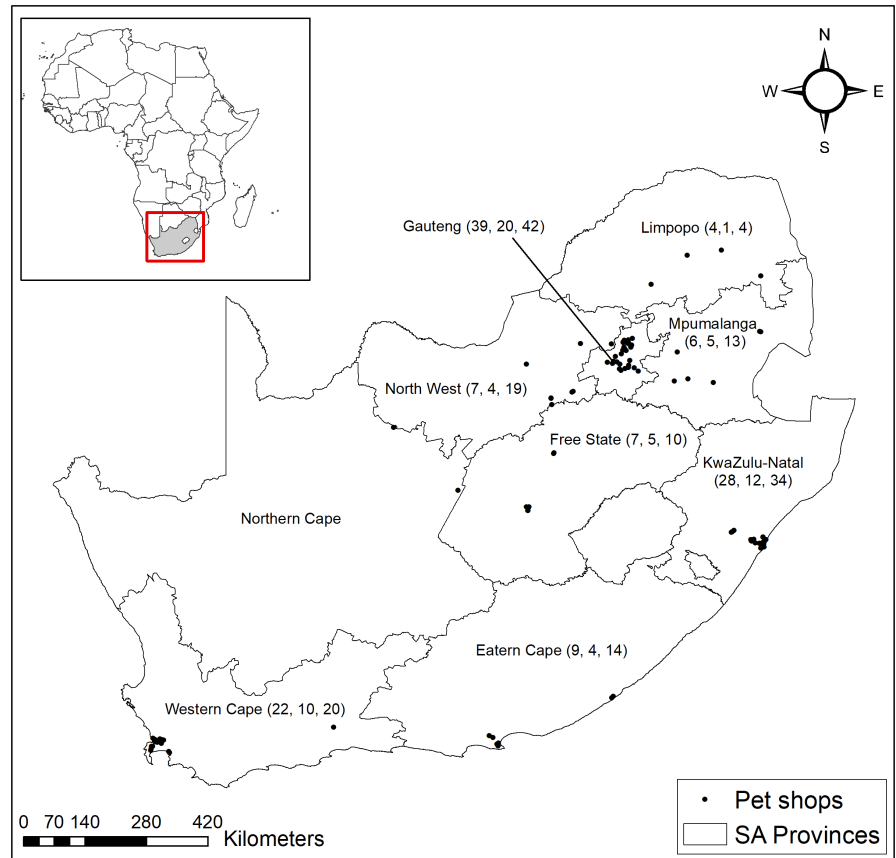 N
W E
S
Gauteng (39, 20, 42)
Limpopo (4,1, 4)
Mpumalanga
(6, 5, 13)
North West (7, 4, 19)
Free State (7, 5, 10)
KwaZulu-Natal
(28, 12, 34)
Northern Cape
Eatern Cape (9, 4, 14)
Western Cape (22, 10, 20)
Pet shops
SA Provinces
0 70 140 280 420
Kilometers